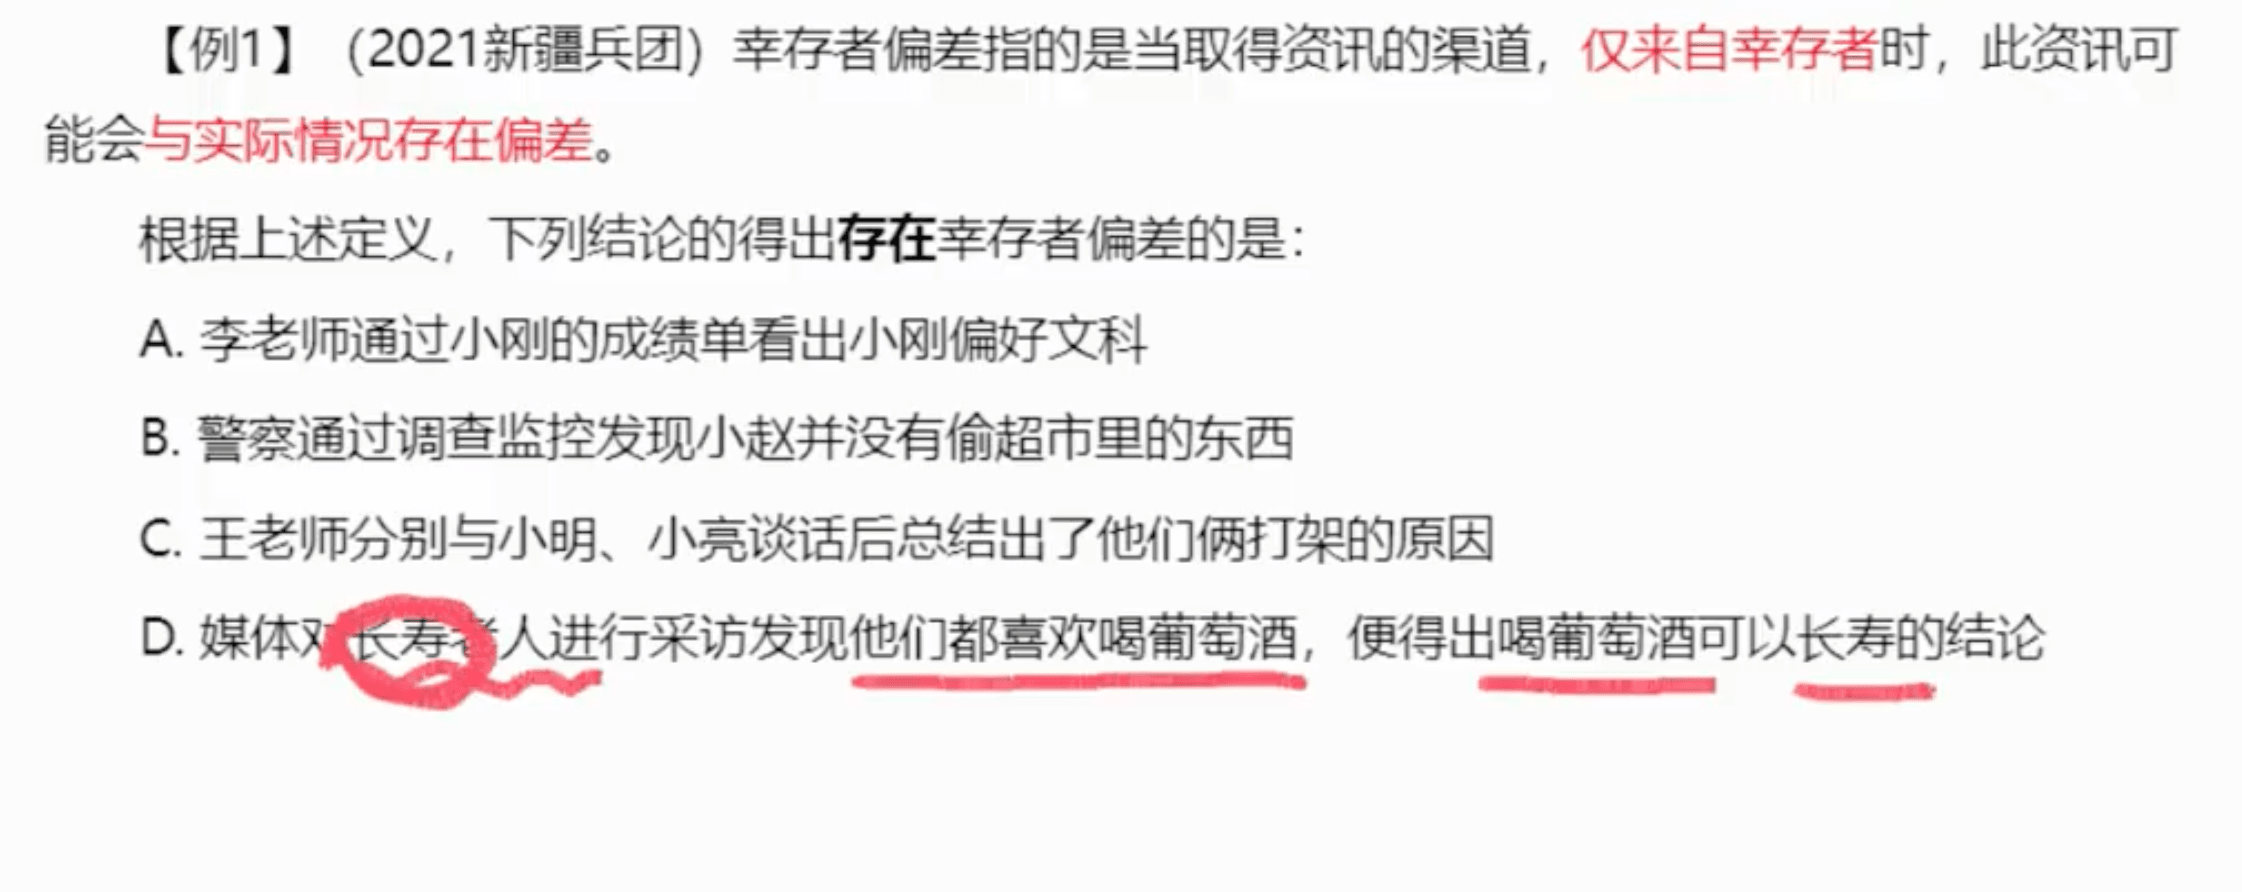 【例1】（2021新疆兵团）幸存者偏差指的是当取得资讯的渠道，仅来自幸存者时，此资讯可
能会与实际情况存在偏差。
根据上述定义，下列结论的得出存在幸存者偏差的是：
A. 李老师通过小刚的成绩单看出小刚偏好文科
B. 警察通过调查监控发现小赵并没有偷超市里的东西
C. 王老师分别与小明、小亮谈话后总结出了他们俩打架的原因
D. 媒体对长寿老人进行采访发现他们都喜欢喝葡萄酒，便得出喝葡萄酒可以长寿的结论